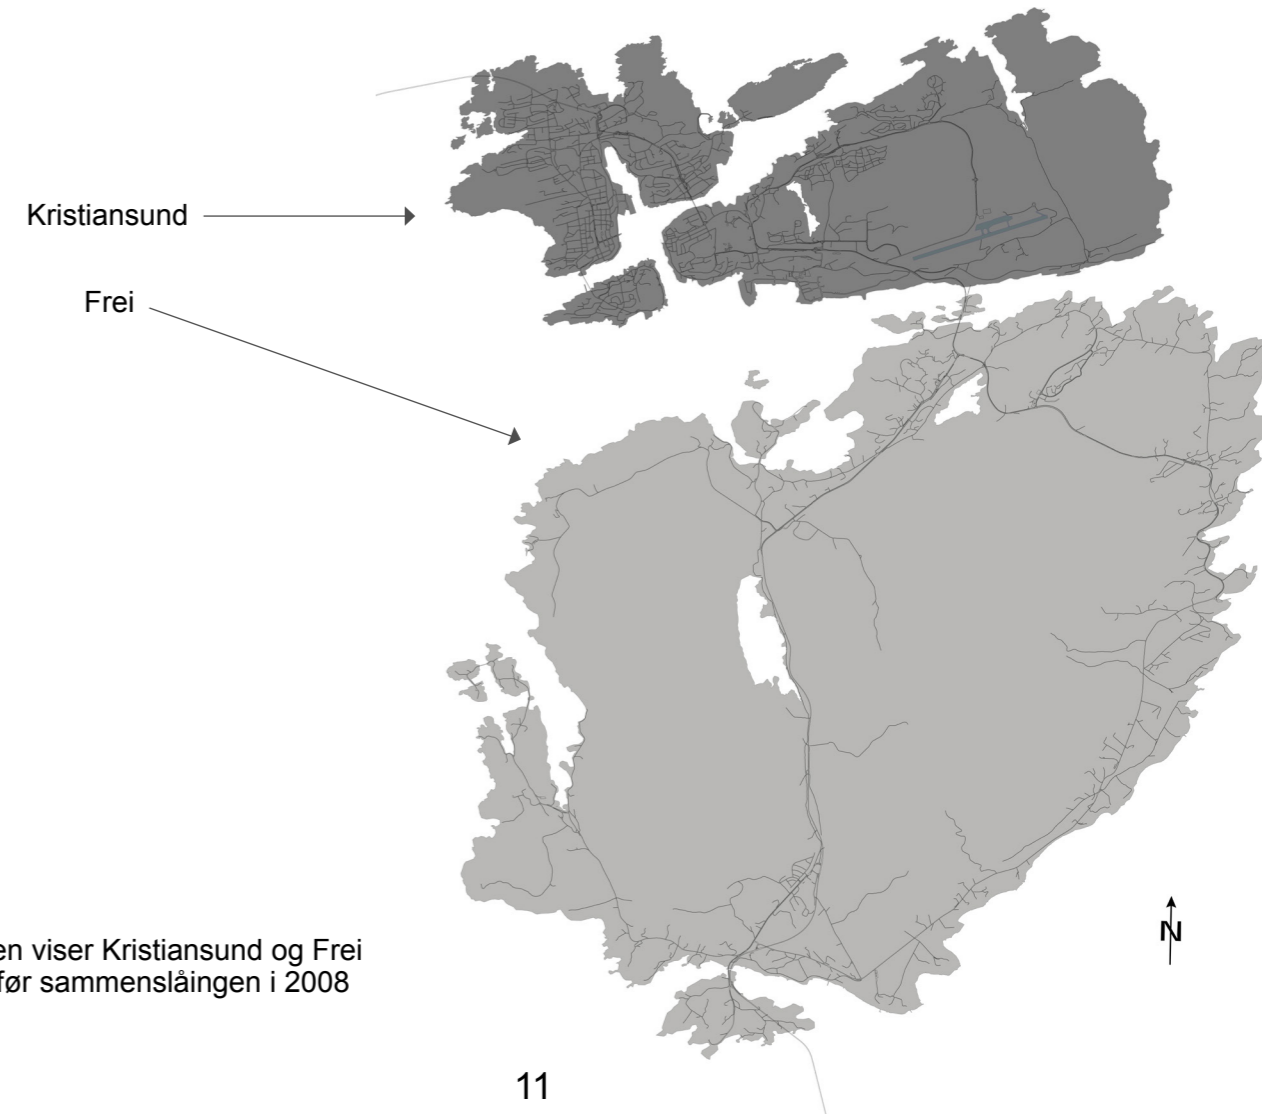 Kristiansund
Frei
en viser Kristiansund og Frei
før sammenslåingen i 2008
N
11